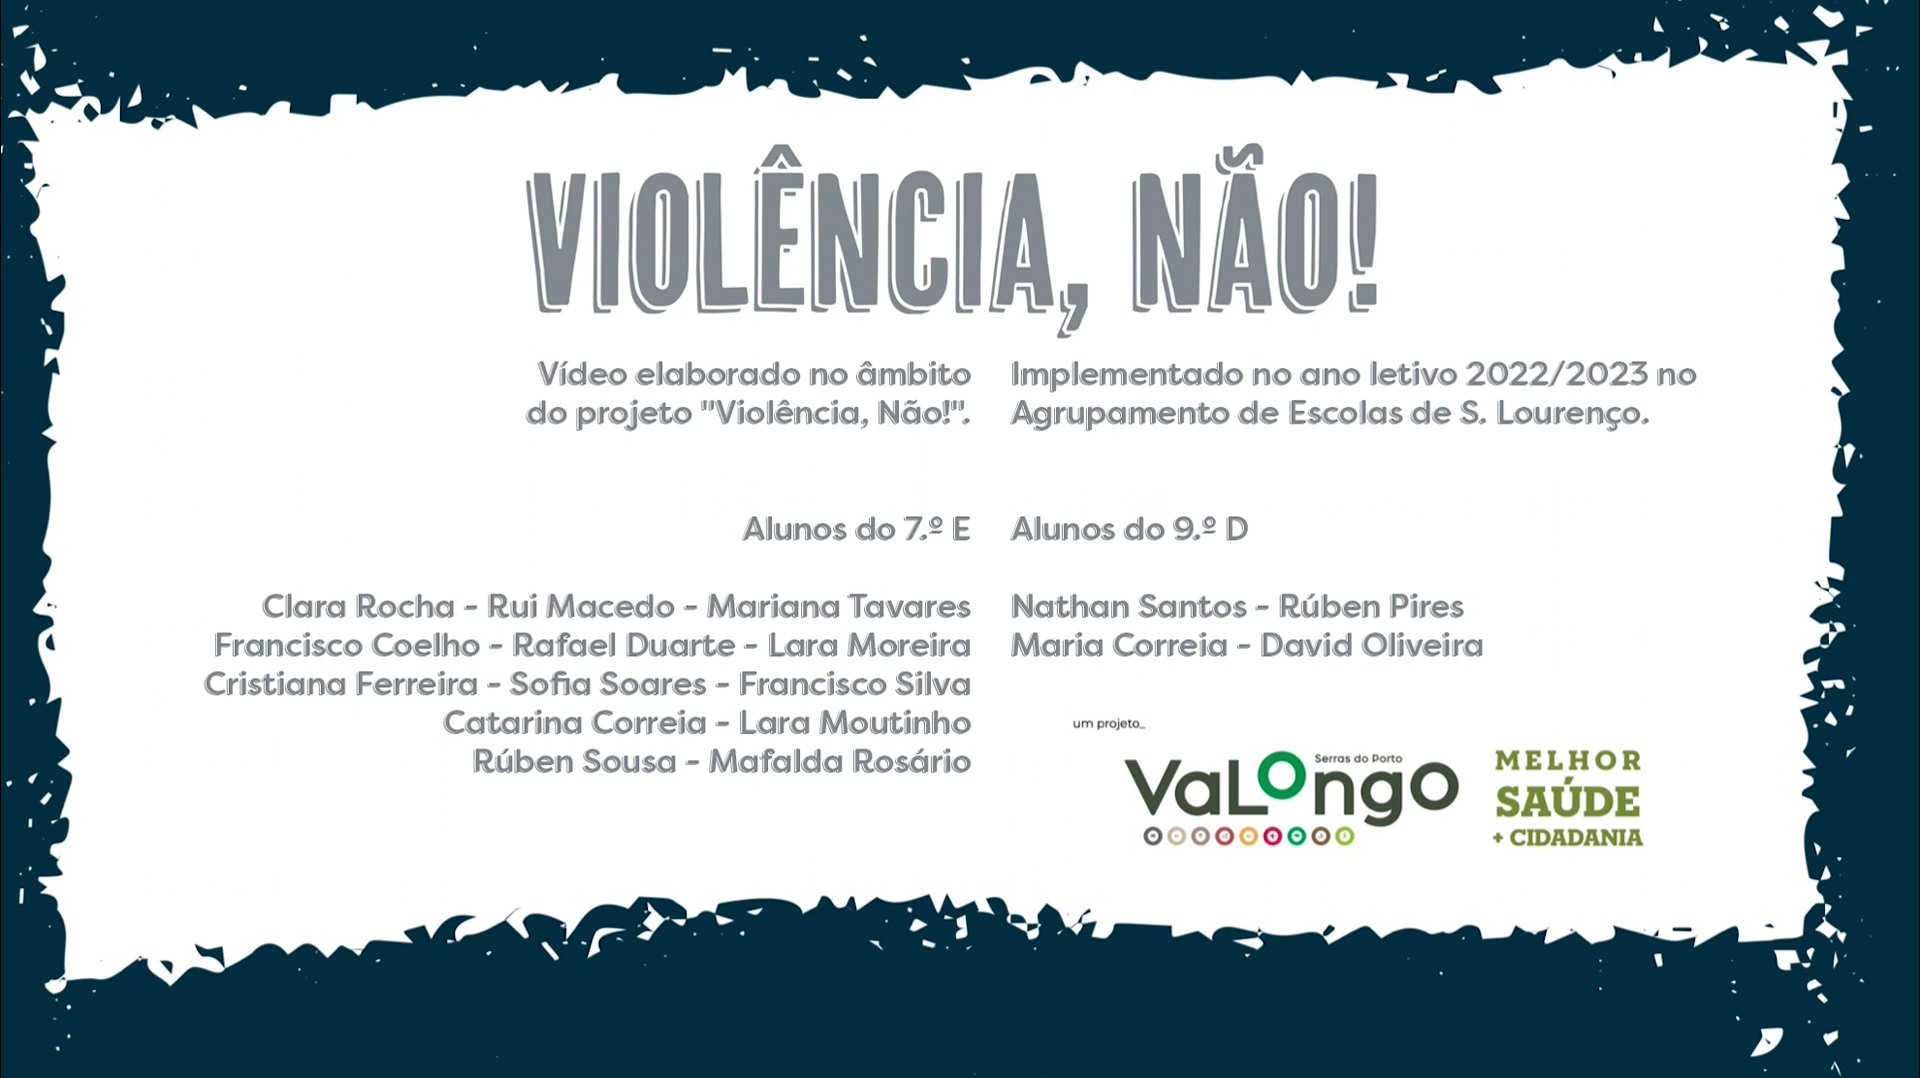 VIOLÊNCIA, NÃO!
Vídeo elaborado no âmbito
do projeto "Violência, Não!".
Implementado no ano letivo 2022/2023 no
Agrupamento de Escolas de S. Lourenço.
Alunos do 7.º E
Clara Rocha - Rui Macedo - Mariana Tavares
Francisco Coelho - Rafael Duarte - Lara Moreira
Cristiana Ferreira - Sofia Soares - Francisco Silva
Catarina Correia - Lara Moutinho
Rúben Sousa - Mafalda Rosário
Alunos do 9.º D
Nathan Santos - Rúben Pires
Maria Correia - David Oliveira
um projeto_
Serras do Porto
VaLongo
MELHOR
SAÚDE
+ CIDADANIA